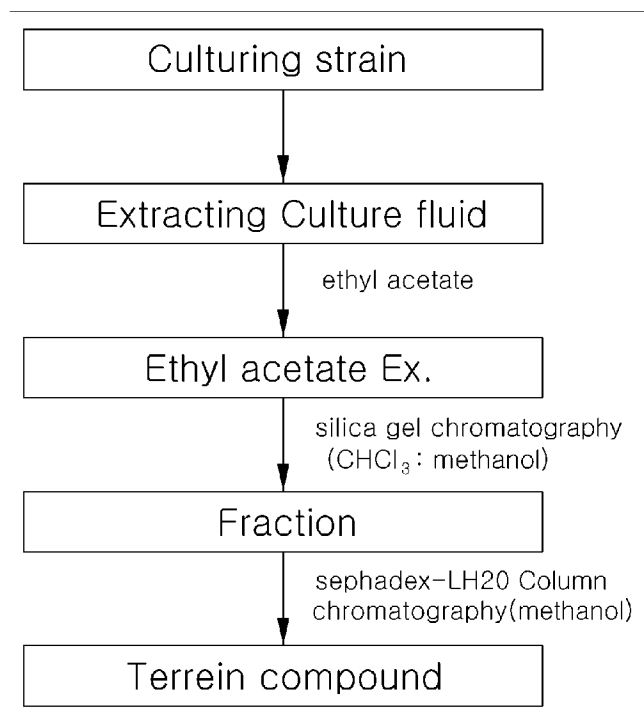 Culturing strain
Extracting Culture fluid
ethyl acetate
Ethyl acetate Ex.
silica gel chromatography
(CHCl₃: methanol)
Fraction
sephadex-LH20 Column
chromatography(methanol)
Terrein compound